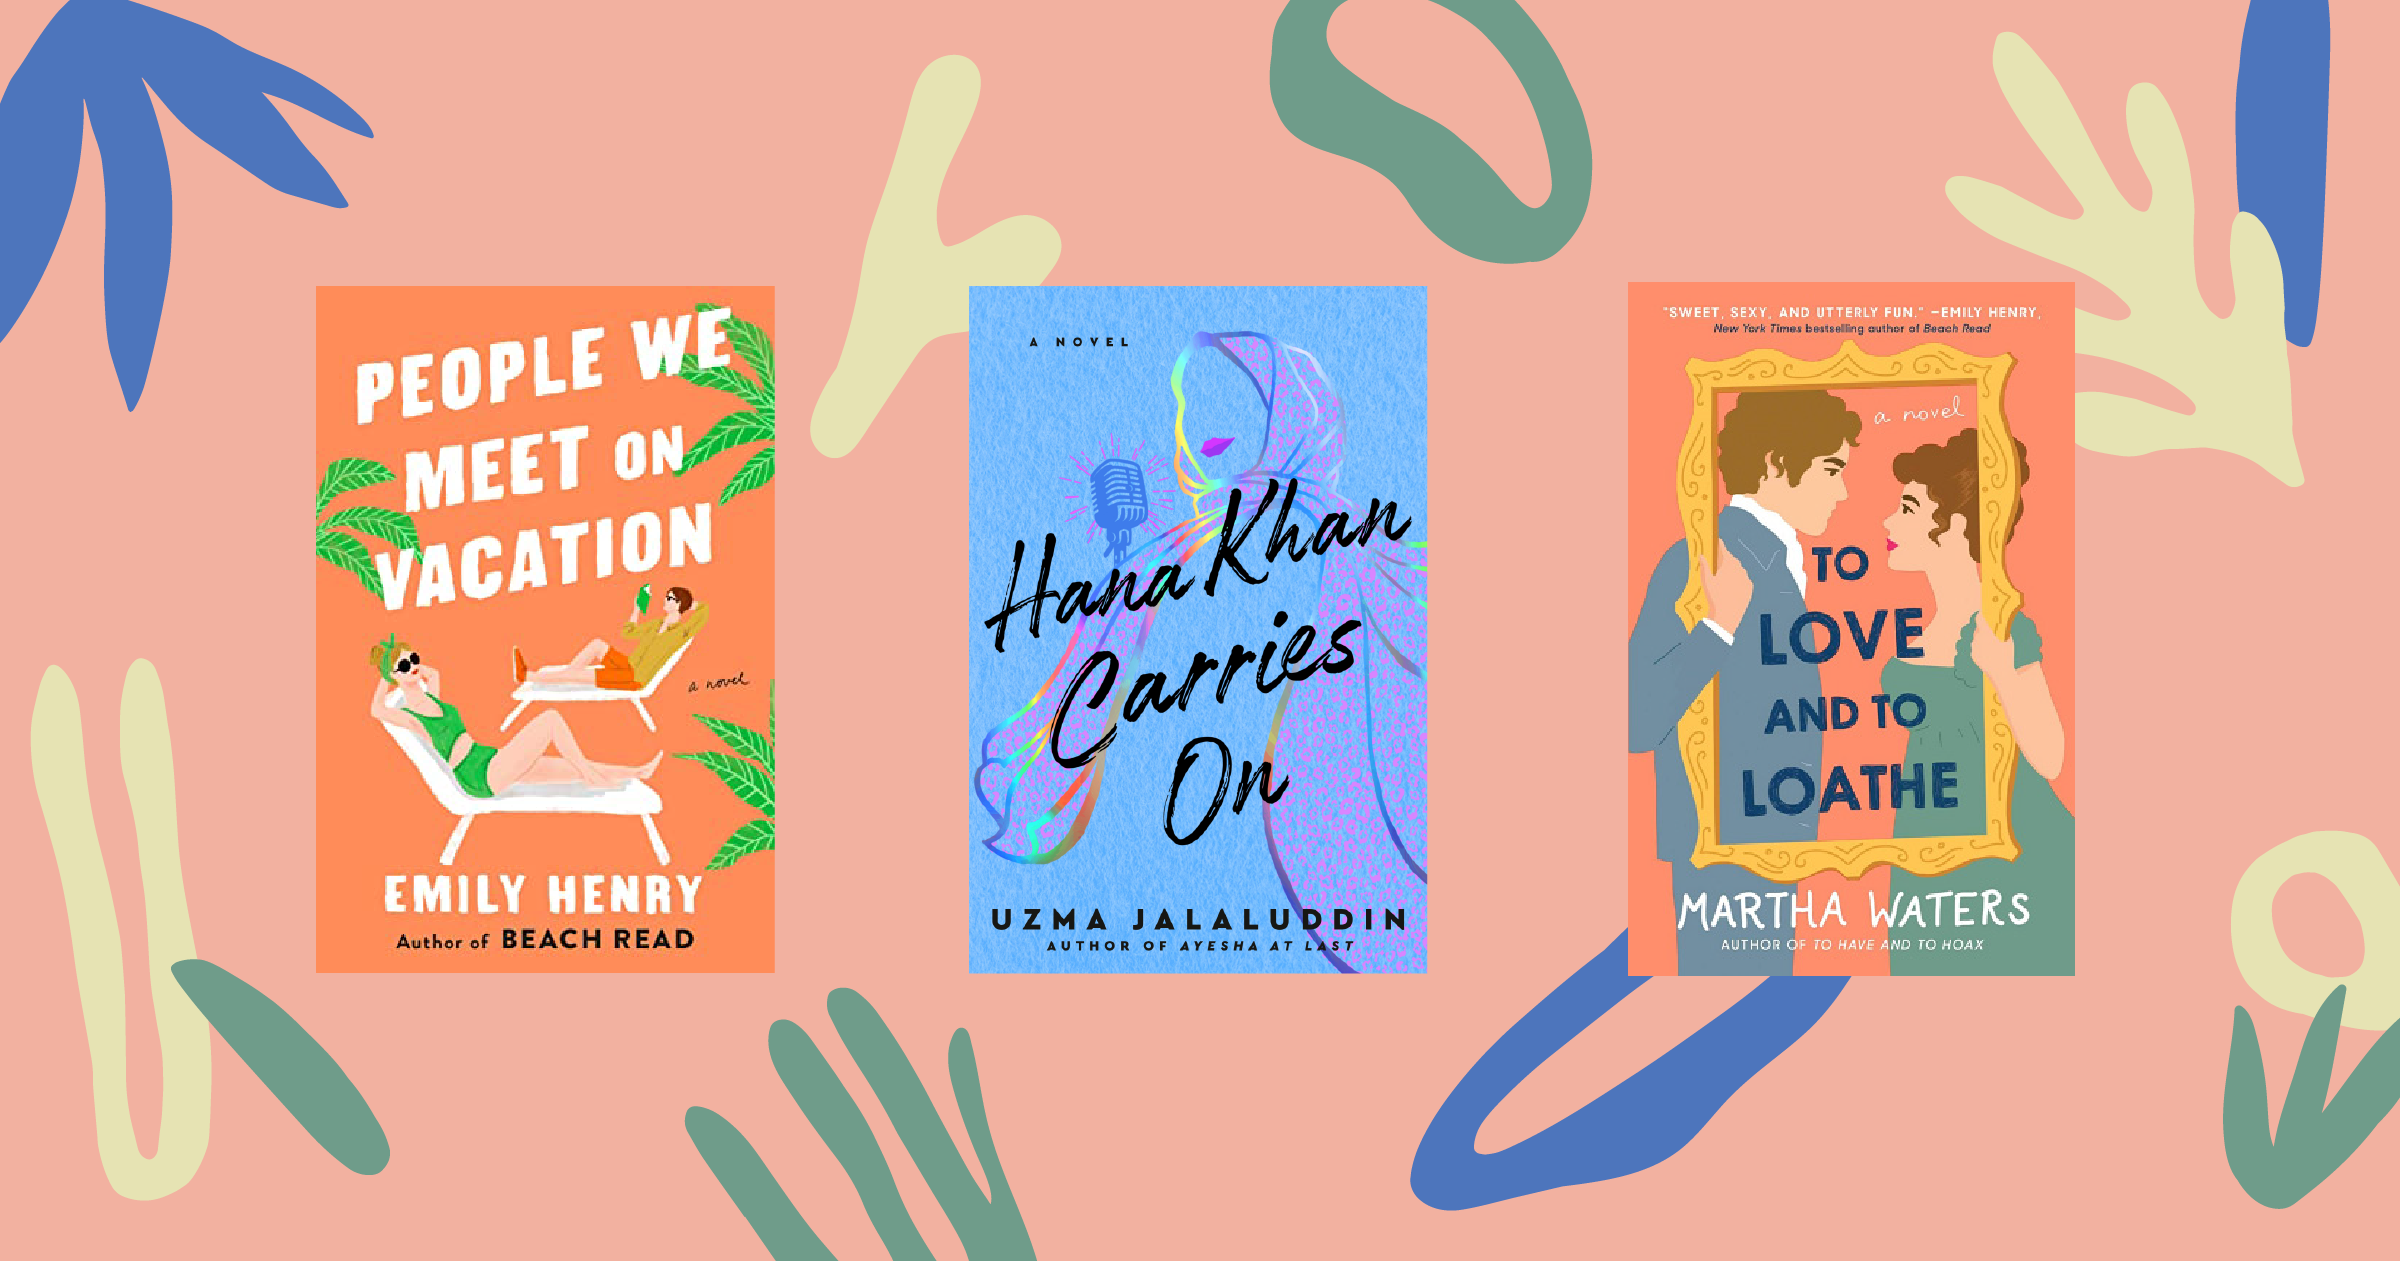 PEOPLE WE
MEET ON
VACATION
a novel
EMILY HENRY
Author of BEACH READ
A NOVEL
Hana Khan
Carries
On
UZMA JALALUDDIN
AUTHOR OF AYESHA AT LAST
"SWEET, SEXY, AND UTTERLY FUN." —EMILY HENRY,
New York Times bestselling author of Beach Read
a novel
TO
LOVE
AND TO
LOATHE
MARTHA WATERS
AUTHOR OF TO HAVE AND TO HOAX